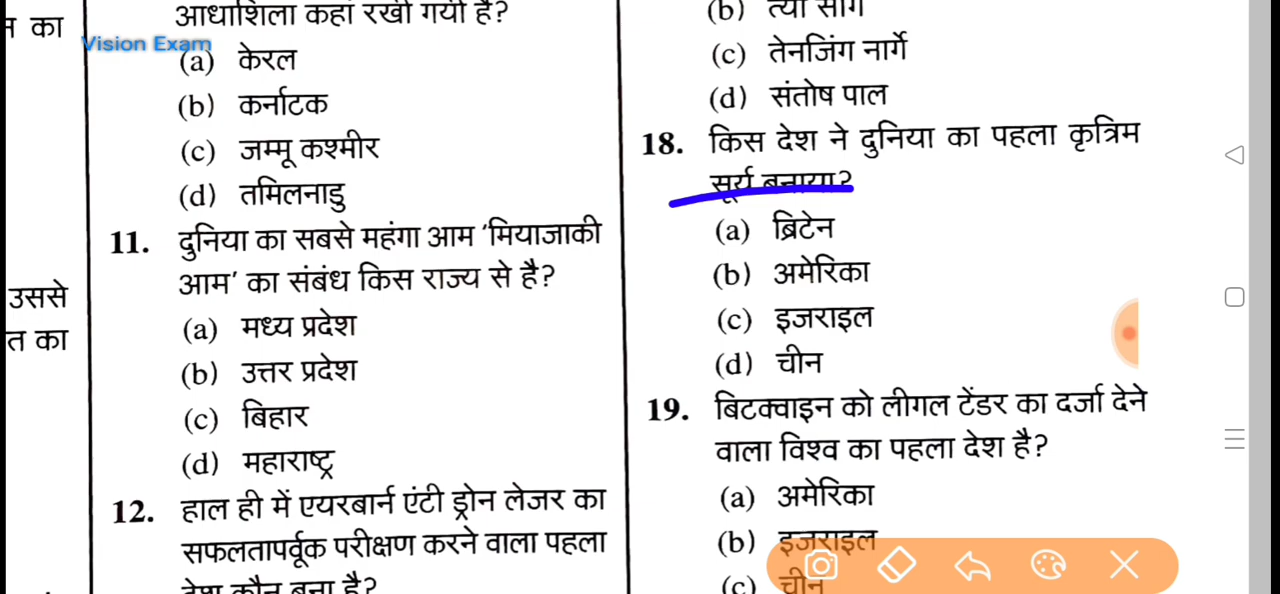 न का
उससे
त का
Vision Exam
आधाशिला कहां रखी गयी है?
(a) केरल
(b) कर्नाटक
(c) जम्मू कश्मीर
(d) तमिलनाडु
11. दुनिया का सबसे महंगा आम ‘मियाजाकी
आम’ का संबंध किस राज्य से है?
(a) मध्य प्रदेश
(b) उत्तर प्रदेश
(c) बिहार
(d) महाराष्ट्र
12. हाल ही में एयरबार्न एंटी ड्रोन लेजर का
सफलतापर्वूक परीक्षण करने वाला पहला
देश कौन बना है?
(b)
(c) तेनजिंग नार्गे
(d) संतोष पाल
18. किस देश ने दुनिया का पहला कृत्रिम
सूर्य बनाया?
(a) ब्रिटेन
(b) अमेरिका
(c) इजराइल
(d) चीन
19. बिटक्वाइन को लीगल टेंडर का दर्जा देने
वाला विश्व का पहला देश है?
(a) अमेरिका
(b) इजराइल
(c) चीन